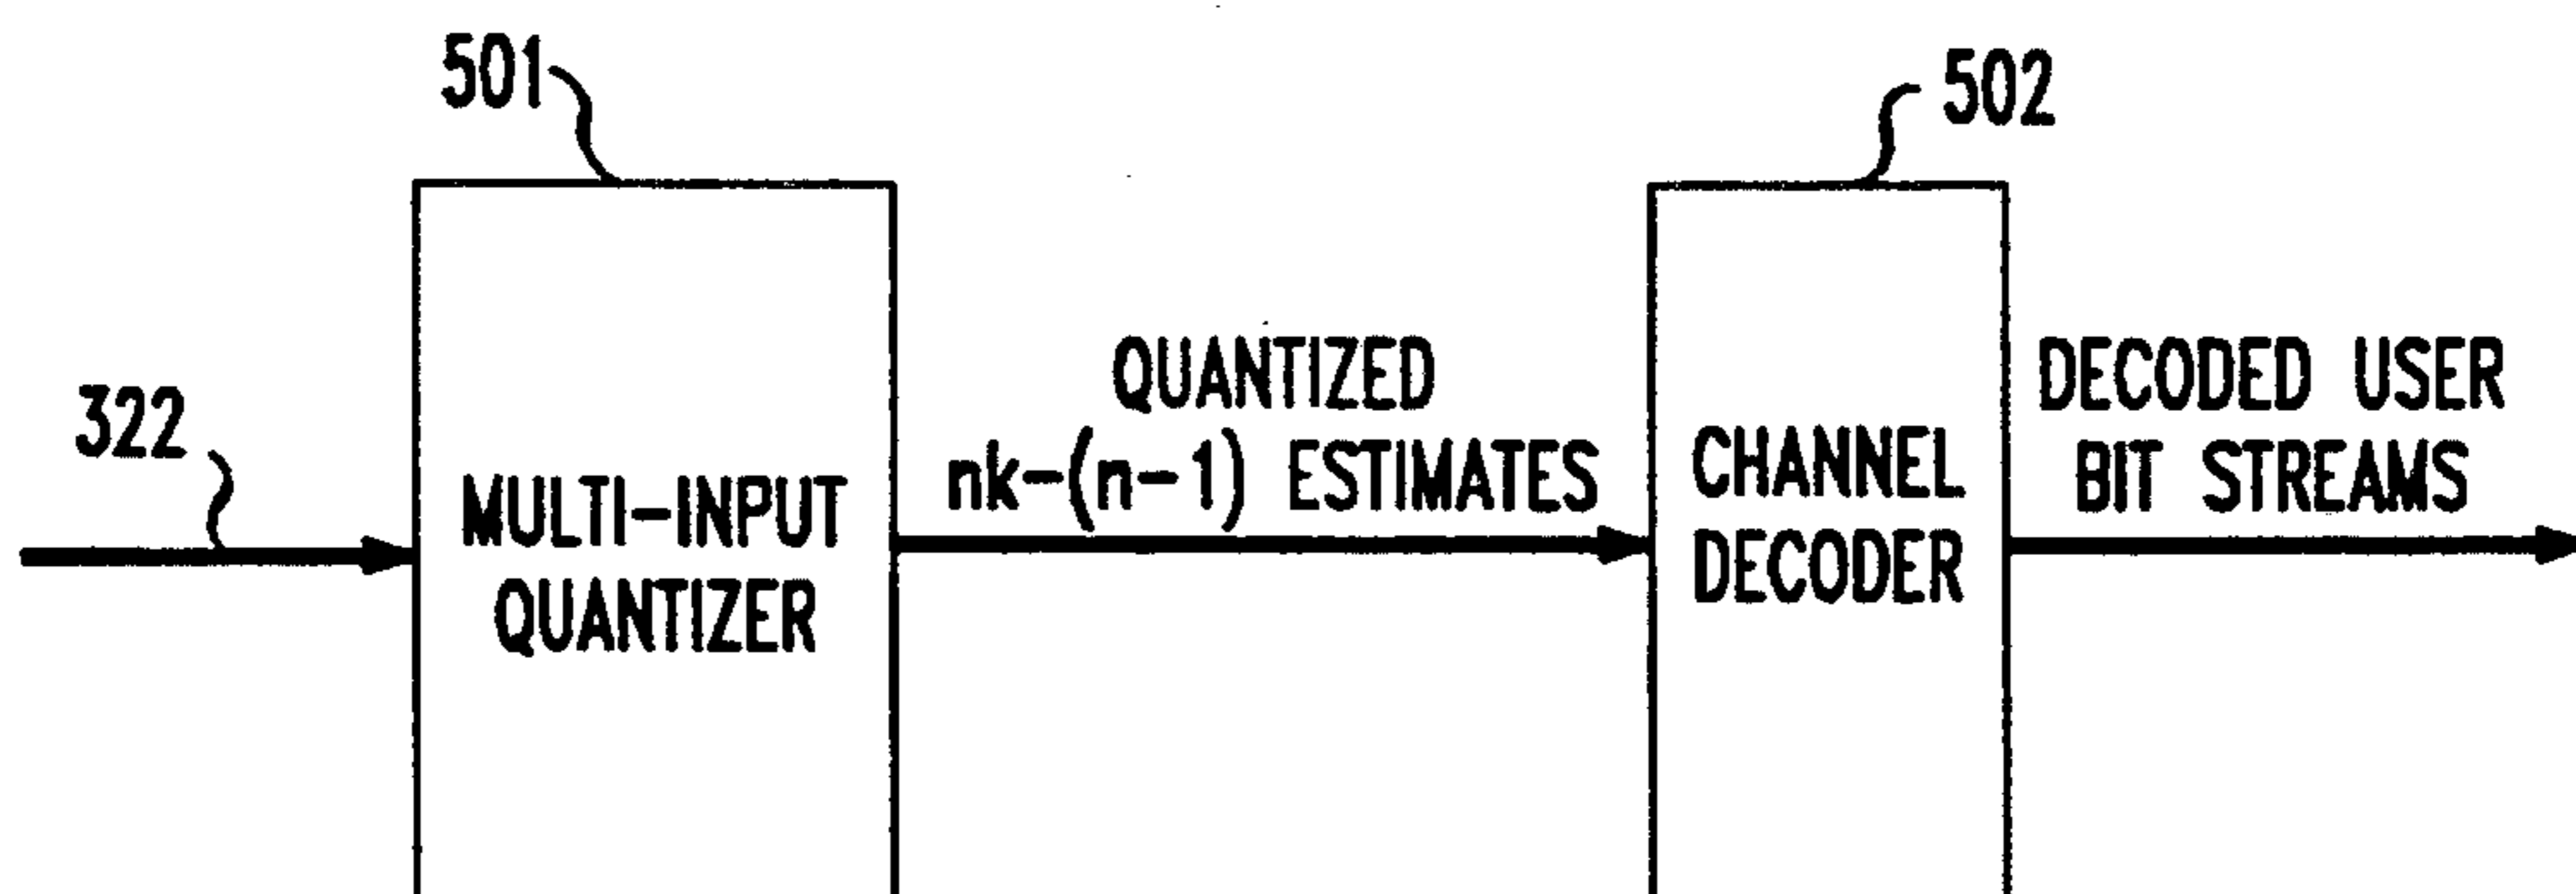 501
502
322
MULTI-INPUT
QUANTIZER
QUANTIZED
nk-(n-1) ESTIMATES
CHANNEL
DECODER
DECODED USER
BIT STREAMS